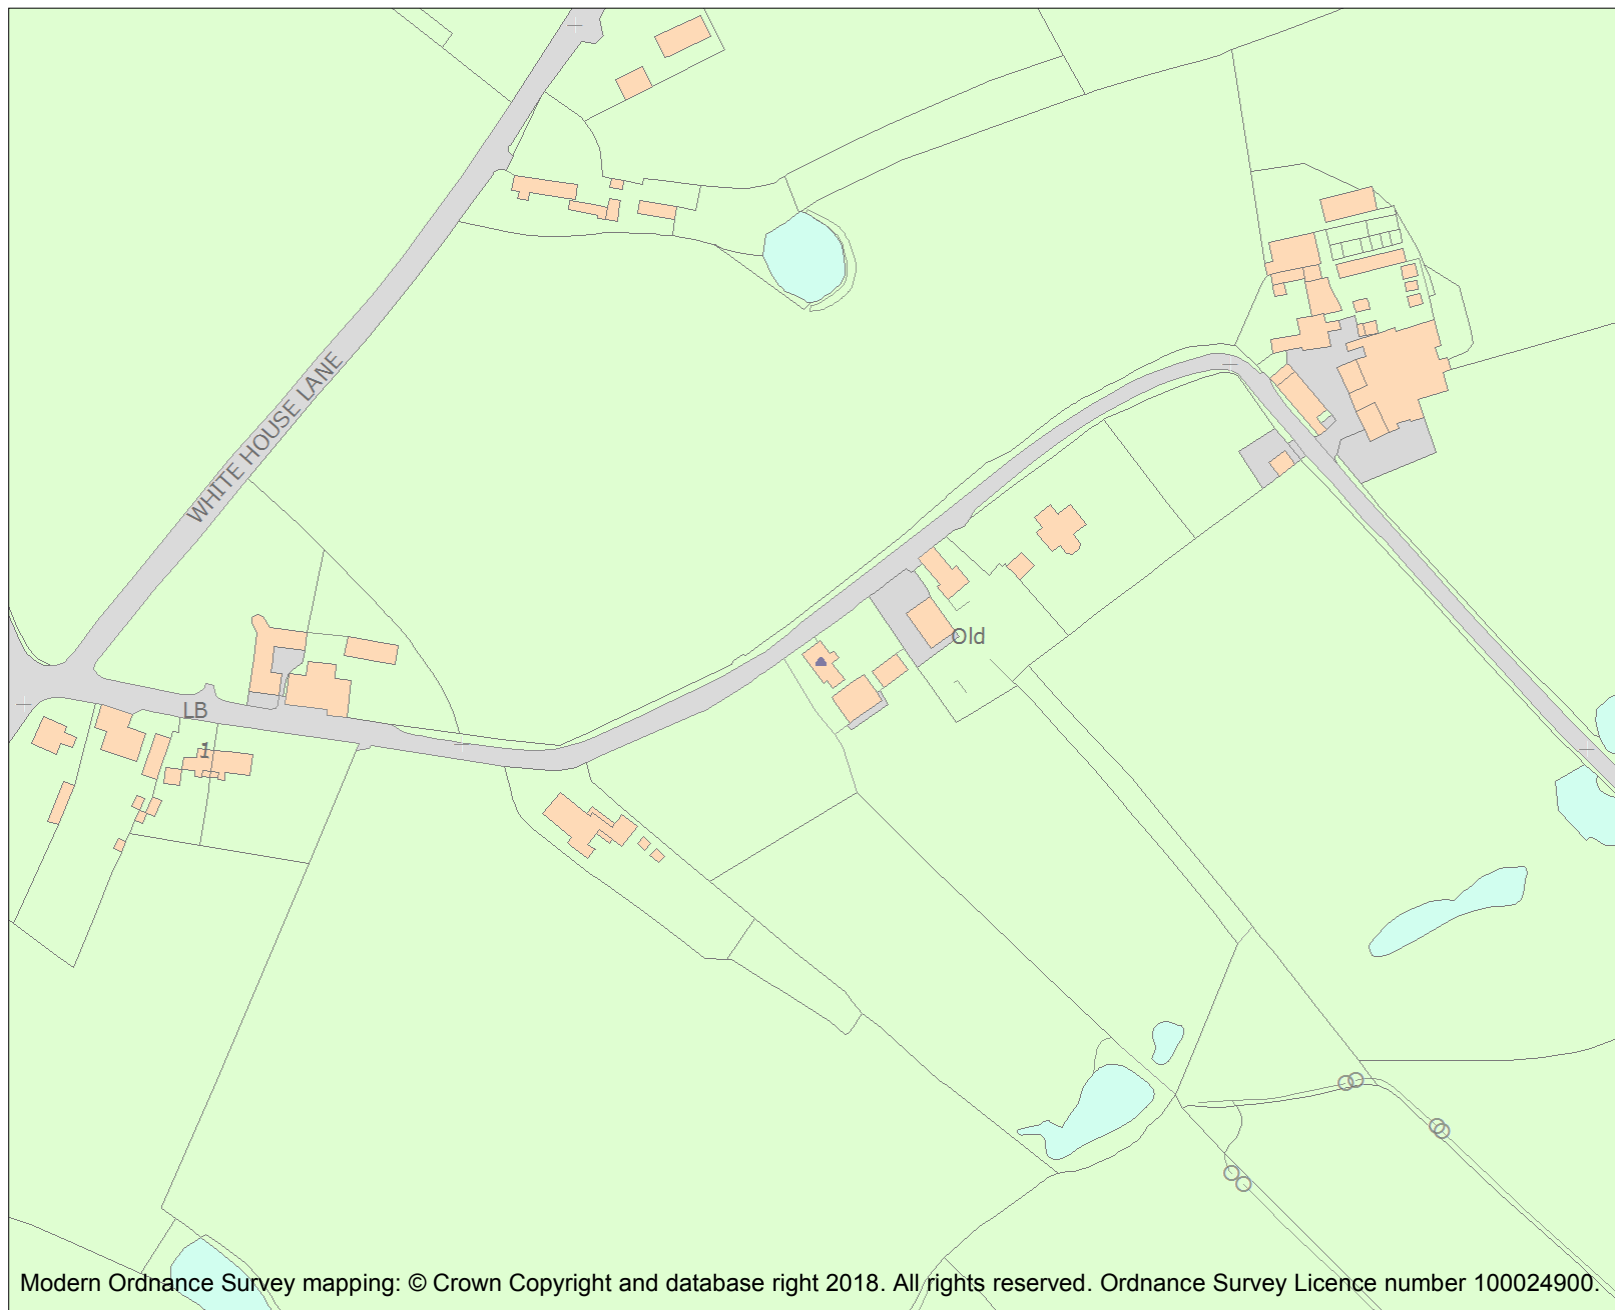 WHITE HOUSE LANE
Old
LB
1
Modern Ordnance Survey mapping: © Crown Copyright and database right 2018. All rights reserved. Ordnance Survey Licence number 100024900.